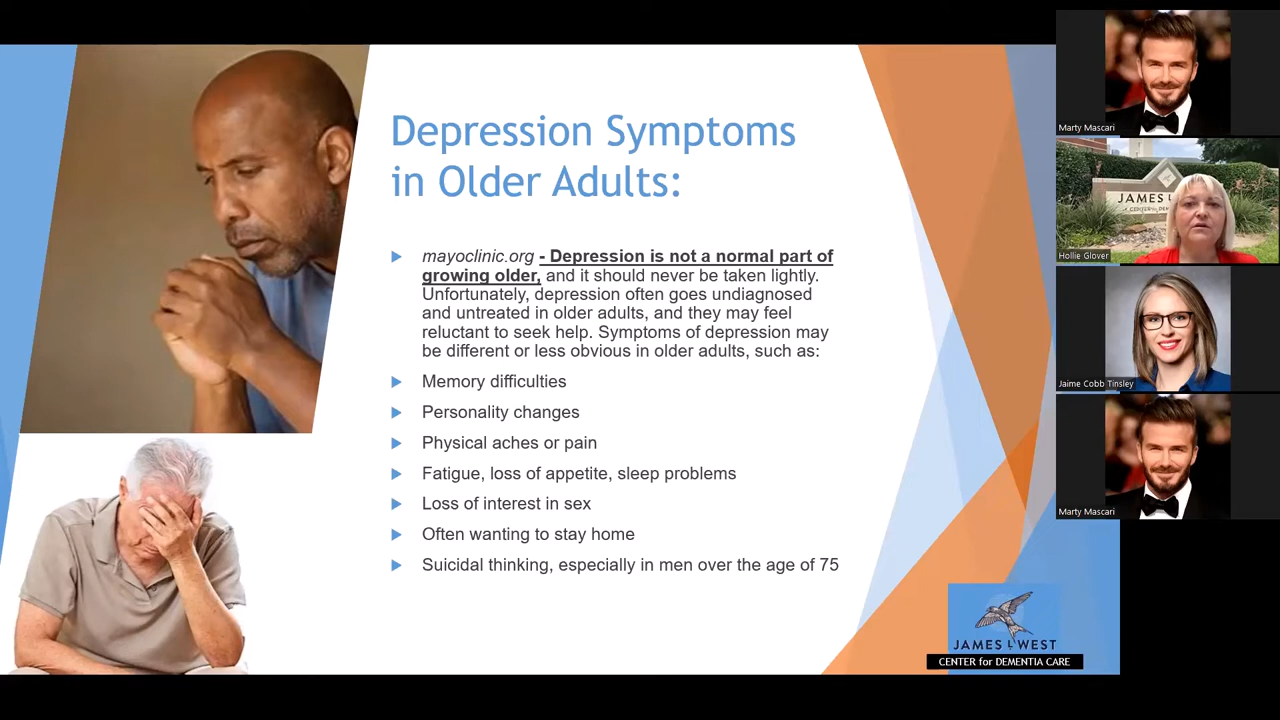 Depression Symptoms
in Older Adults:
mayoclinic.org - Depression is not a normal part of
growing older, and it should never be taken lightly.
Unfortunately, depression often goes undiagnosed
and untreated in older adults, and they may feel
reluctant to seek help. Symptoms of depression may
be different or less obvious in older adults, such as:
Memory difficulties
Personality changes
Physical aches or pain
Fatigue, loss of appetite, sleep problems
Loss of interest in sex
Often wanting to stay home
Suicidal thinking, especially in men over the age of 75
JAMES L WEST
CENTER for DEMENTIA CARE
Marty Mascari
JAMES L
Hollie Glover
Jaime Cobb Tinsley
Marty Mascari